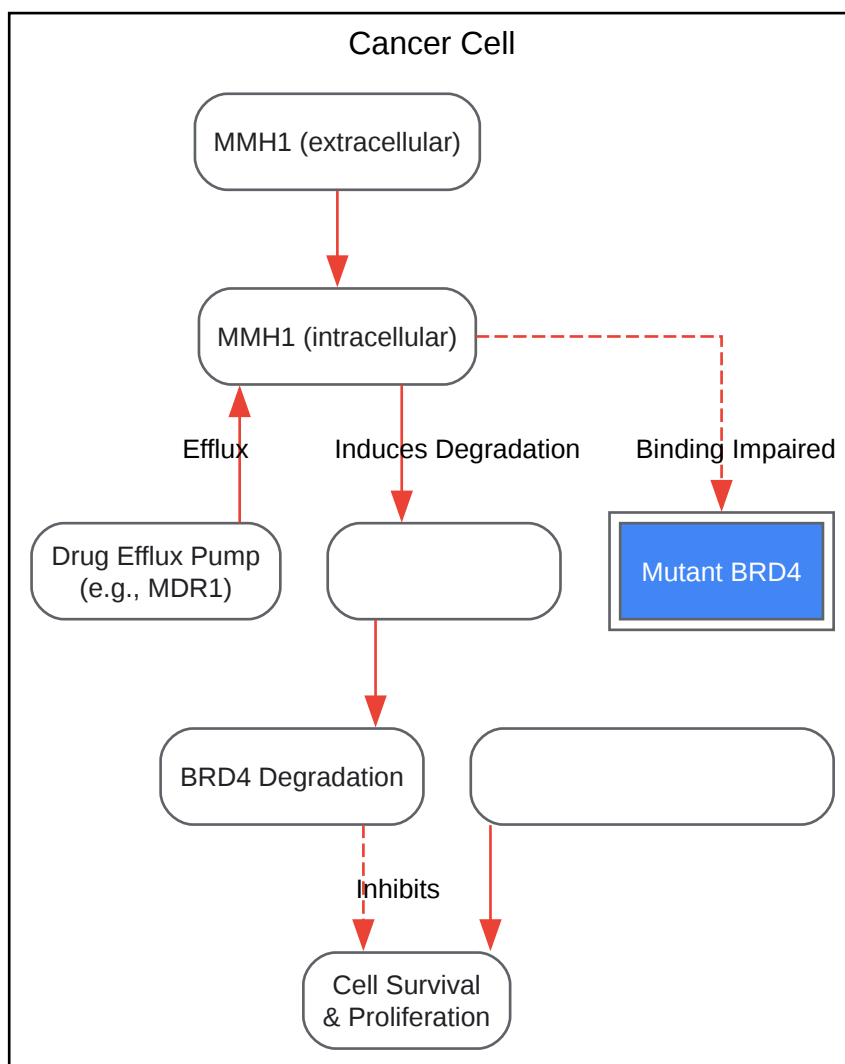 Cancer Cell
MMH1 (extracellular)
MMH1 (intracellular)
Efflux
Induces Degradation
Binding Impaired
Drug Efflux Pump
(e.g., MDR1)
Mutant BRD4
BRD4 Degradation
Inhibits
Cell Survival
& Proliferation